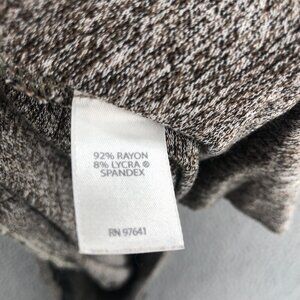 92% RAYON
8% LYCRA ®
SPANDEX
RN 97641